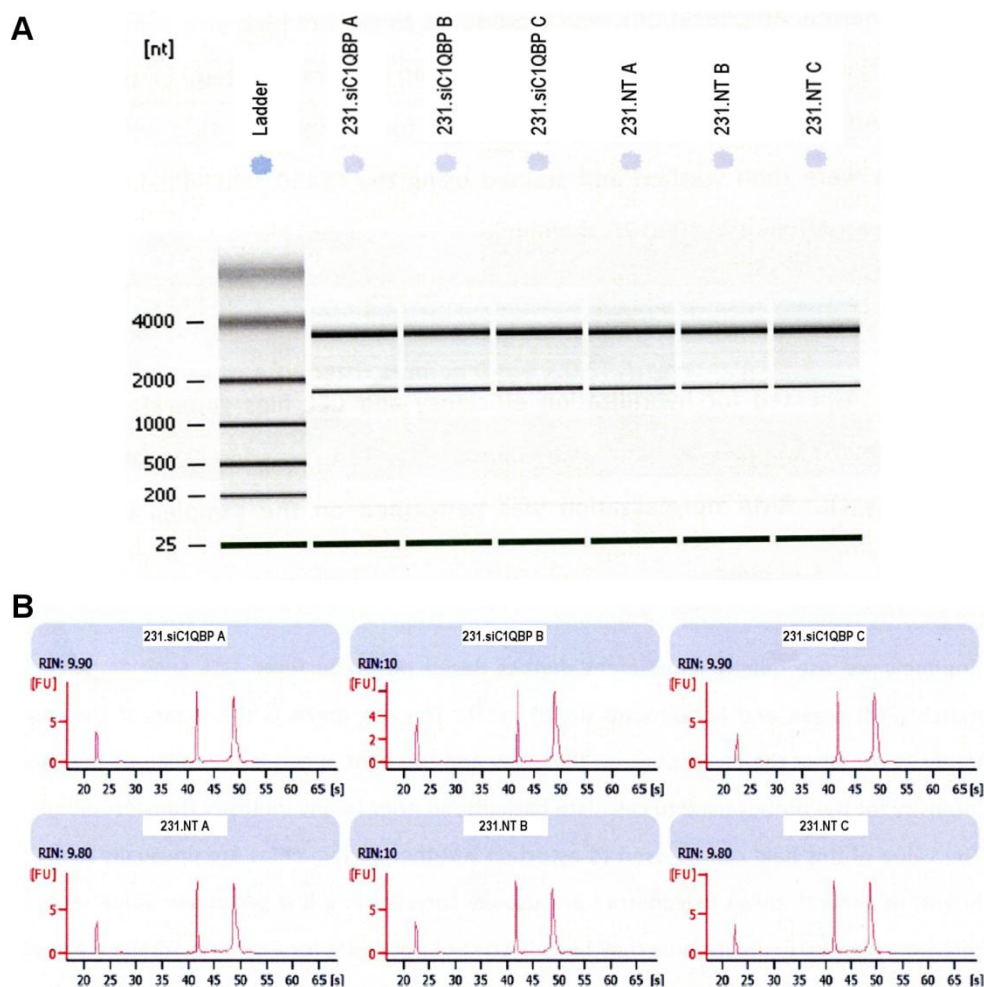 A
[nt]
Ladder
231.siC1QBP A
231.siC1QBP B
231.siC1QBP C
231.NT A
231.NT B
231.NT C
4000
2000
1000
500
200
25
B
231.siC1QBP A 231.siC1QBP B 231.siC1QBP C
RIN: 9.90 RIN:10 RIN: 9.90
[FU] [FU] [FU]
5 4 5
2
0 0 0
20 25 30 35 40 45 50 55 60 65 [s] 20 25 30 35 40 45 50 55 60 65 [s] 20 25 30 35 40 45 50 55 60 65 [s]
231.NT A 231.NT B 231.NT C
RIN: 9.80 RIN:10 RIN: 9.80
[FU] [FU] [FU]
5 5 5
0 0 0
20 25 30 35 40 45 50 55 60 65 [s] 20 25 30 35 40 45 50 55 60 65 [s] 20 25 30 35 40 45 50 55 60 65 [s]